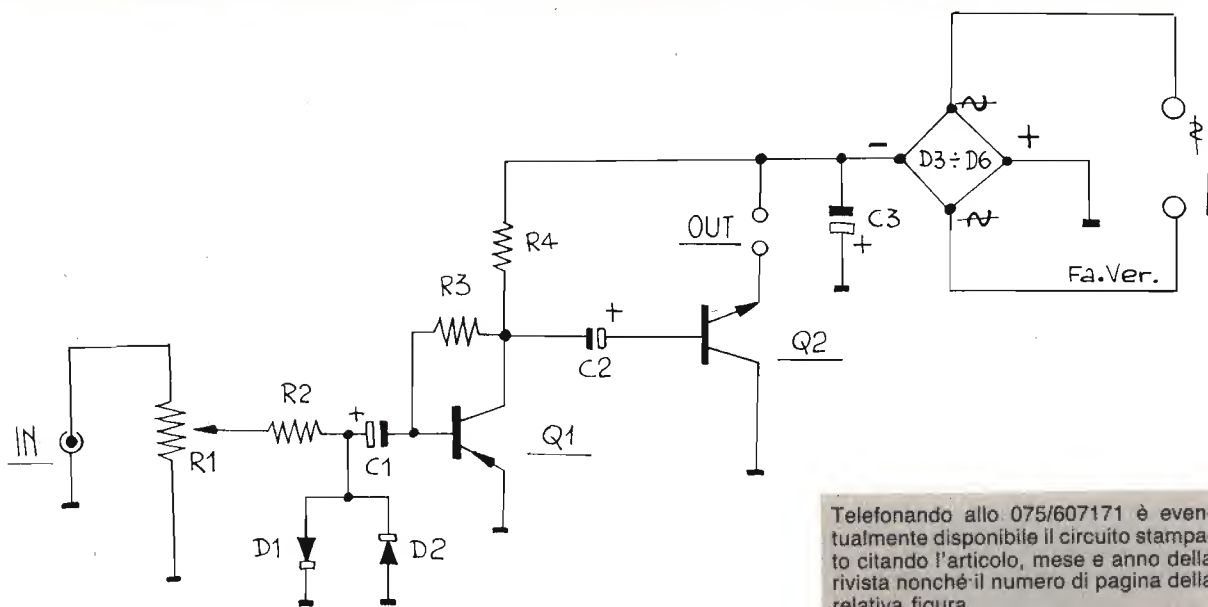 IN
R1
R2
D1
D2
+
C1
R3
R4
Q1
+
C2
OUT
Q2
C3
+
-
D3÷D6
+
~
~
Fa.Ver.
Telefonando allo 075/607171 è even-
tualmente disponibile il circuito stampa-
to citando l'articolo, mese e anno della
rivista nonché il numero di pagina della
relativa figura